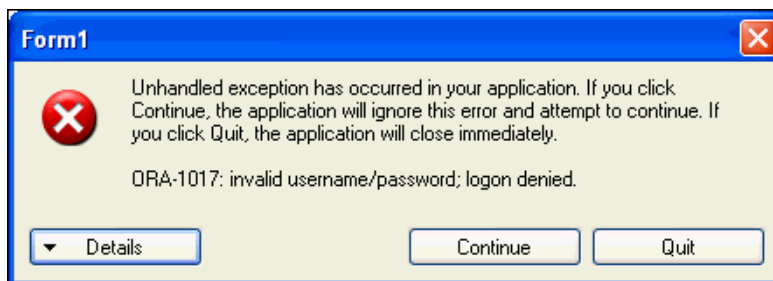 Form1
Unhandled exception has occurred in your application. If you click
Continue, the application will ignore this error and attempt to continue. If
you click Quit, the application will close immediately.
ORA-1017: invalid username/password; logon denied.
Details
Continue
Quit